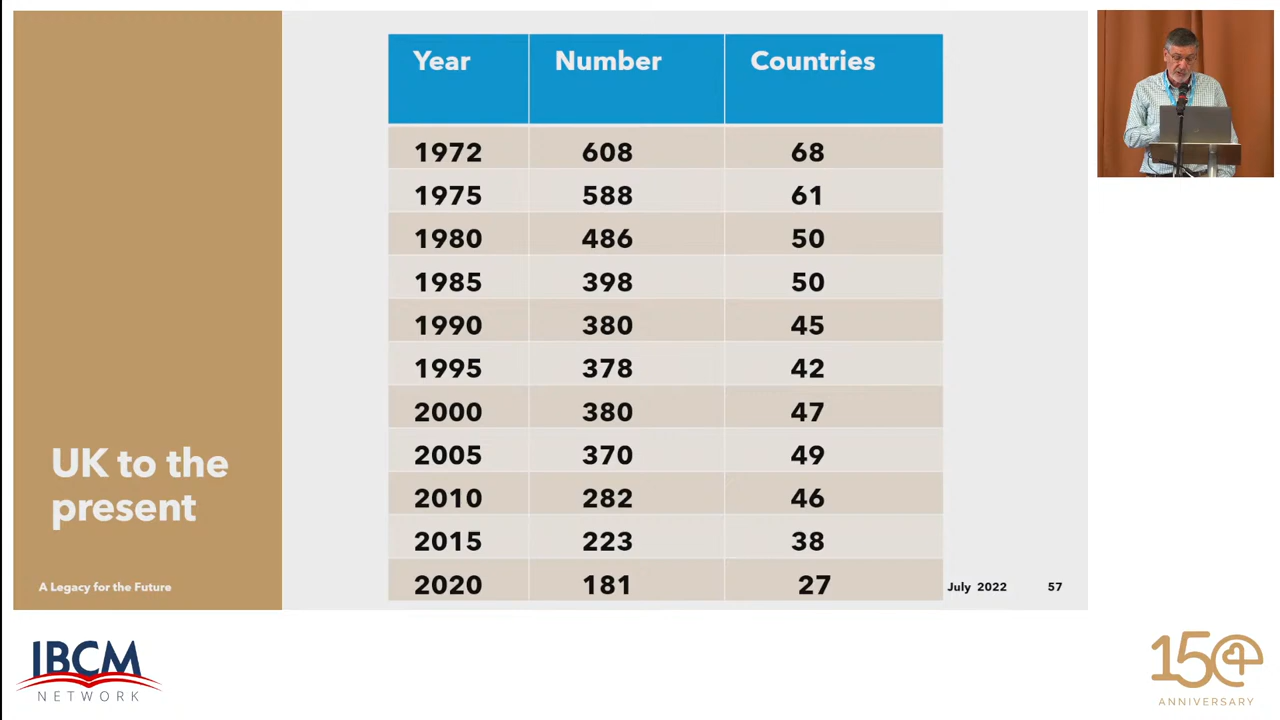 Year Number Countries
1972 608 68
1975 588 61
1980 486 50
1985 398 50
1990 380 45
1995 378 42
2000 380 47
2005 370 49
2010 282 46
2015 223 38
2020 181 27
UK to the
present
A Legacy for the Future
July 2022 57
IBCM
NETWORK
150
ANNIVERSARY